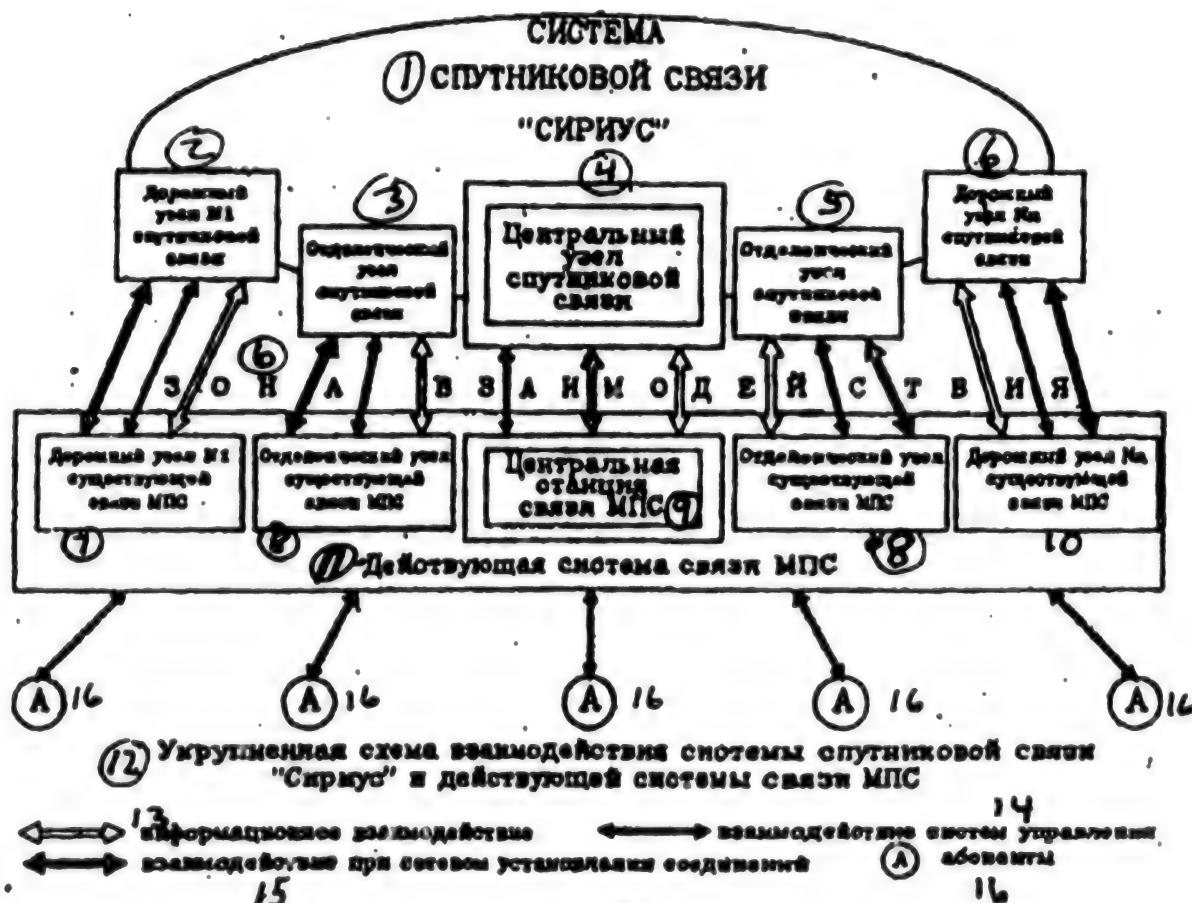 СИСТЕМА
1 СПУТНИКОВОЙ СВЯЗИ
"СИРИУС"
2
3
4
5
6
Дорожный
узел N1
спутниковой
связи
Отделенческий
узел
спутниковой
связи
Центральный
узел
спутниковой
связи
Отделенческий
узел
спутниковой
связи
Дорожный
узел Nn
спутниковой
связи
6
ЗОНА ВЗАИМОДЕЙСТВИЯ
Дорожный узел N1
существующей
связи МПС
7
Отделенческий узел
существующей
связи МПС
8
Центральная
станция
связи МПС 9
Отделенческий узел
существующей
связи МПС
8
Дорожный узел Nn
существующей
связи МПС
10
11 Действующая система связи МПС
А 16 А 16 А 16 А 16 А 16
12 Укрупненная схема взаимодействия системы спутниковой связи
"Сириус" и действующей системы связи МПС
13
информационное взаимодействие
14
взаимодействие систем управления
взаимодействие при сетевом установлении соединений
15
А абоненты
16